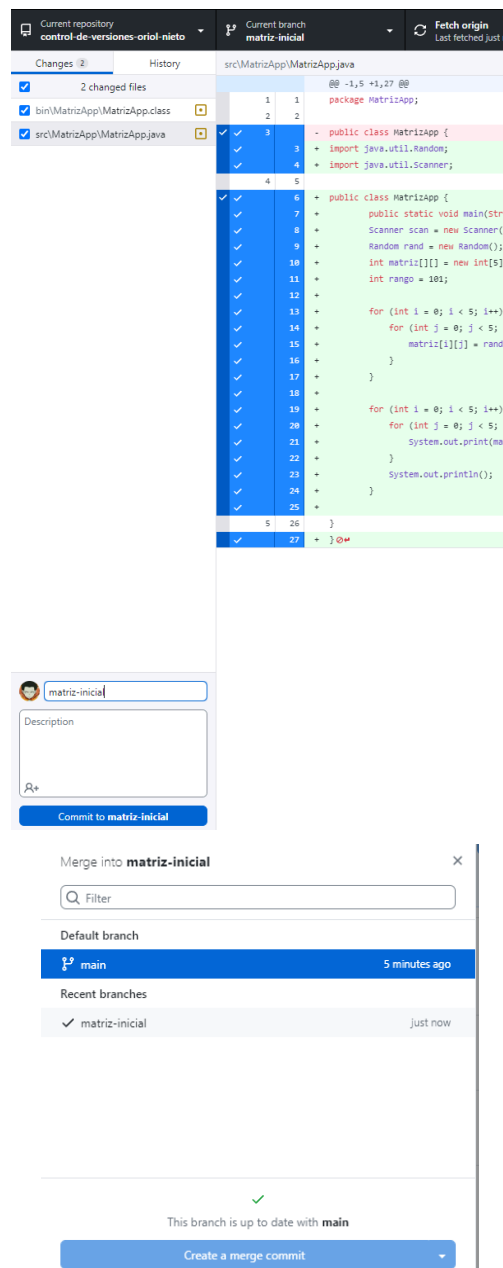 Current repository
control-de-versiones-oriol-nieto
Current branch
matriz-inicial
Fetch origin
Last fetched just
Changes 2
History
src\MatrizApp\MatrizApp.java
2 changed files
bin\MatrizApp\MatrizApp.class
src\MatrizApp\MatrizApp.java
@@ -1,5 +1,27 @@
1 1 package MatrizApp;
2 2
3 - public class MatrizApp {
3 + import java.util.Random;
4 + import java.util.Scanner;
4 5
6 + public class MatrizApp {
7 + public static void main(Str
8 + Scanner scan = new Scanner(
9 + Random rand = new Random();
10 + int matriz[][] = new int[5]
11 + int rango = 101;
12 +
13 + for (int i = 0; i < 5; i++)
14 + for (int j = 0; j < 5;
15 + matriz[i][j] = rand
16 + }
17 + }
18 +
19 + for (int i = 0; i < 5; i++)
20 + for (int j = 0; j < 5;
21 + System.out.print(ma
22 + }
23 + System.out.println();
24 + }
25 +
5 26 }
27 + }
matriz-inicial
Description
Commit to matriz-inicial
Merge into matriz-inicial
Filter
Default branch
main 5 minutes ago
Recent branches
matriz-inicial just now
This branch is up to date with main
Create a merge commit